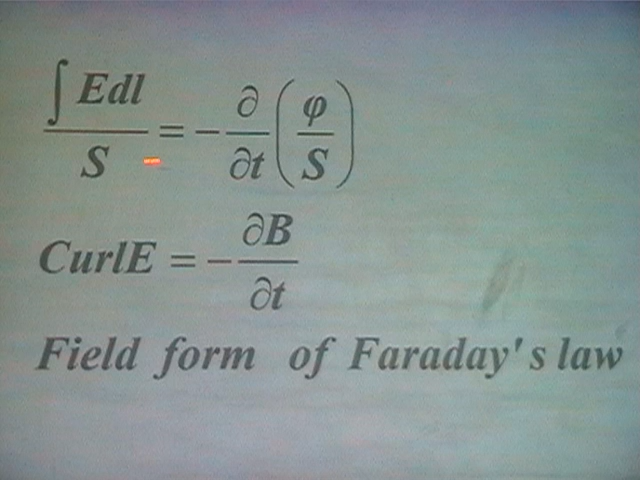 ∫Edl/S = −∂/∂t(φ/S)
CurlE = −∂B/∂t
Field form of Faraday's law